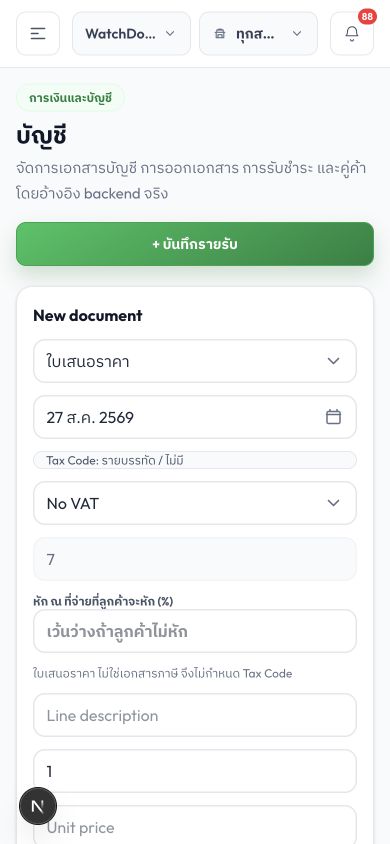 WatchDo...
ทุกส...
88
การเงินและบัญชี
บัญชี
จัดการเอกสารบัญชี การออกเอกสาร การรับชำระ และคู่ค้า
โดยอ้างอิง backend จริง
+ บันทึกรายรับ
New document
ใบเสนอราคา
27 ส.ค. 2569
Tax Code: รายบรรทัด / ไม่มี
No VAT
7
หัก ณ ที่จ่ายที่ลูกค้าจะหัก (%)
เว้นว่างถ้าลูกค้าไม่หัก
ใบเสนอราคา ไม่ใช่เอกสารภาษี จึงไม่กำหนด Tax Code
Line description
1
N
Unit price